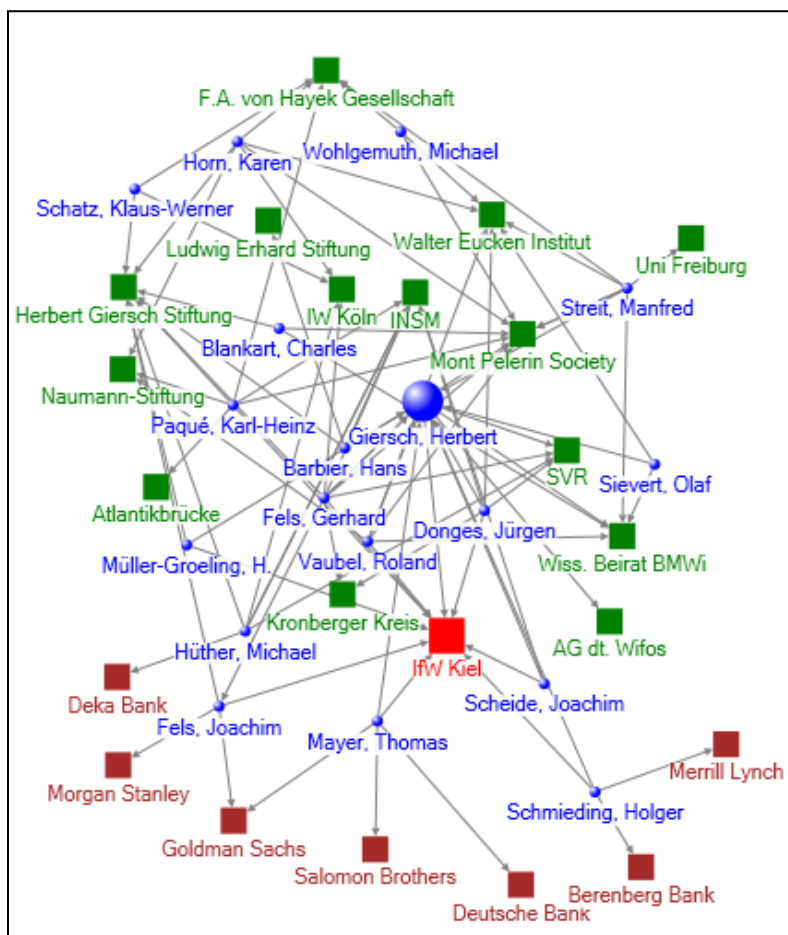 F.A. von Hayek Gesellschaft
Wohlgemuth, Michael
Horn, Karen
Schatz, Klaus-Werner
Ludwig Erhard Stiftung
Walter Eucken Institut
Uni Freiburg
Herbert Giersch Stiftung
IW Köln
INSM
Streit, Manfred
Blankart, Charles
Mont Pelerin Society
Naumann-Stiftung
Paqué, Karl-Heinz
Giersch, Herbert
Barbier, Hans
SVR
Sievert, Olaf
Atlantikbrücke
Fels, Gerhard
Donges, Jürgen
Müller-Groeling, H.
Vaubel, Roland
Wiss. Beirat BMWi
Kronberger Kreis
AG dt. Wifos
Hüther, Michael
IfW Kiel
Deka Bank
Fels, Joachim
Scheide, Joachim
Mayer, Thomas
Merrill Lynch
Morgan Stanley
Schmieding, Holger
Goldman Sachs
Salomon Brothers
Berenberg Bank
Deutsche Bank